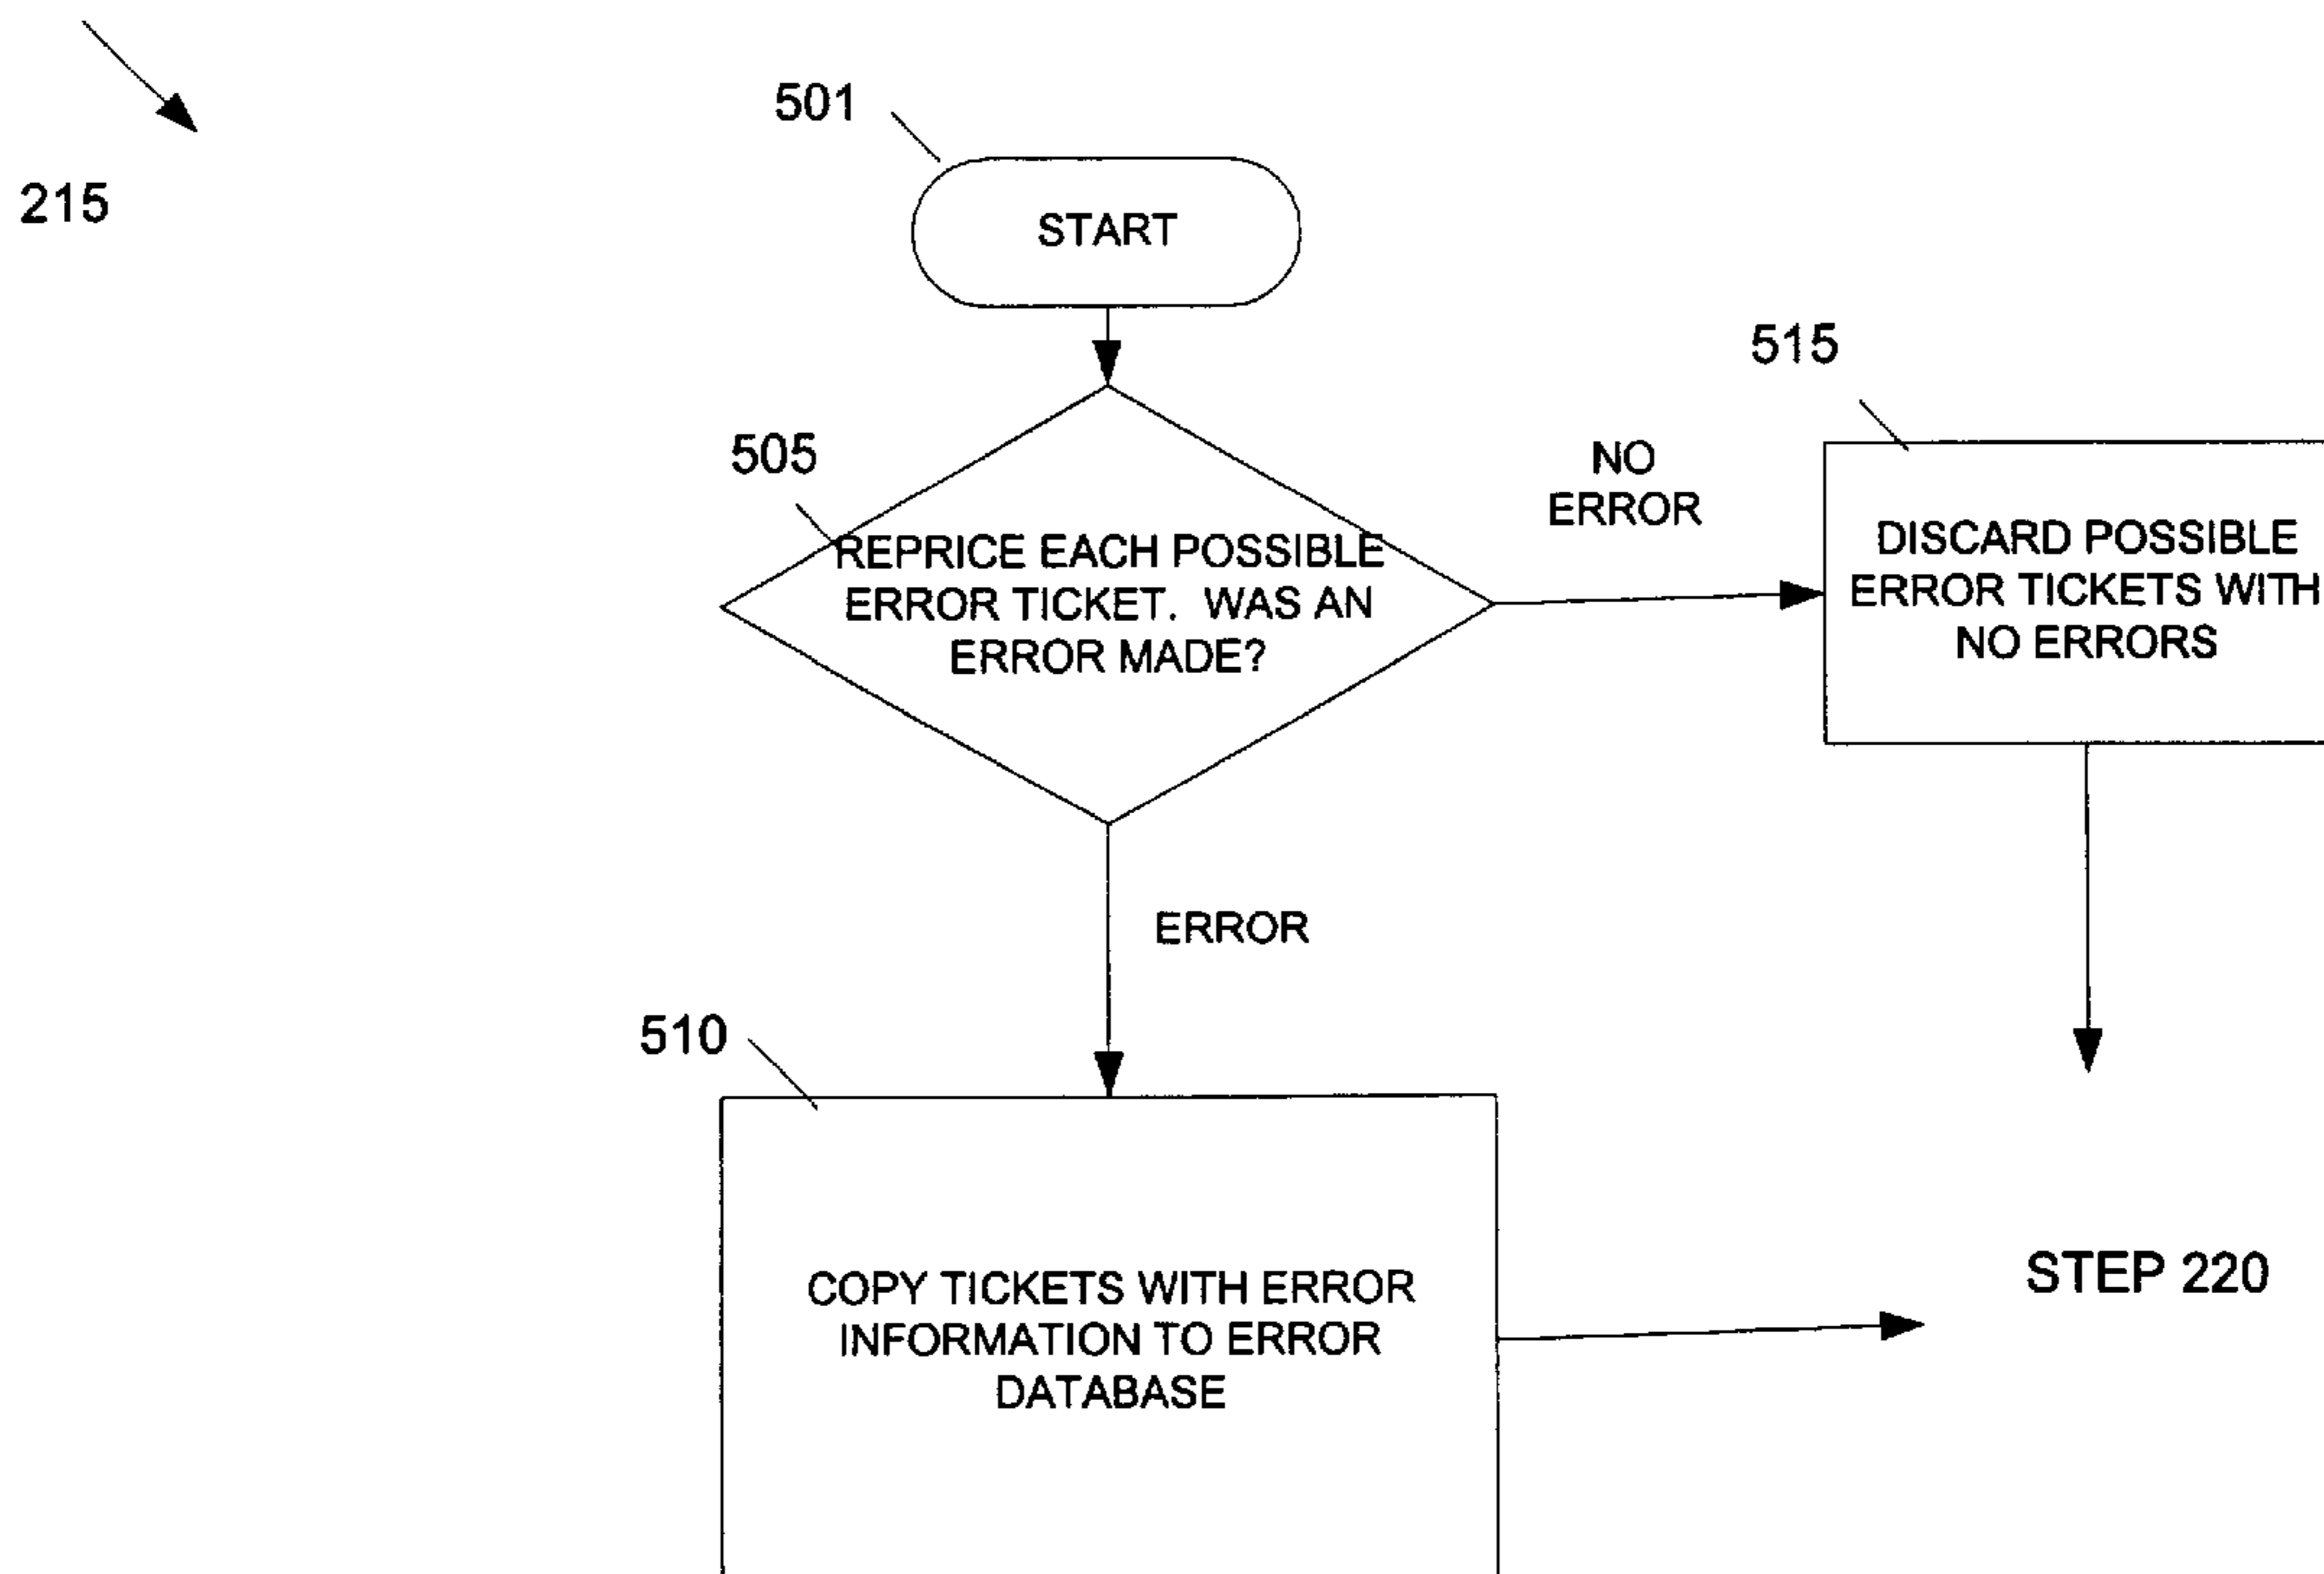 501
215
START
515
505
NO
ERROR
REPRICE EACH POSSIBLE
ERROR TICKET. WAS AN
ERROR MADE?
DISCARD POSSIBLE
ERROR TICKETS WITH
NO ERRORS
ERROR
510
COPY TICKETS WITH ERROR
INFORMATION TO ERROR
DATABASE
STEP 220